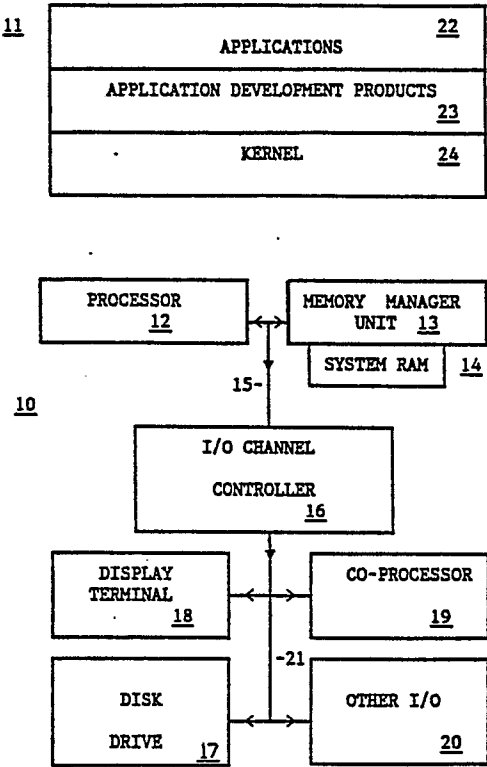 11
22
APPLICATIONS
APPLICATION DEVELOPMENT PRODUCTS
23
KERNEL 24
PROCESSOR
12
MEMORY MANAGER
UNIT 13
SYSTEM RAM 14
15-
10
I/O CHANNEL
CONTROLLER
16
DISPLAY
TERMINAL
18
CO-PROCESSOR
19
-21
DISK
DRIVE 17
OTHER I/O
20